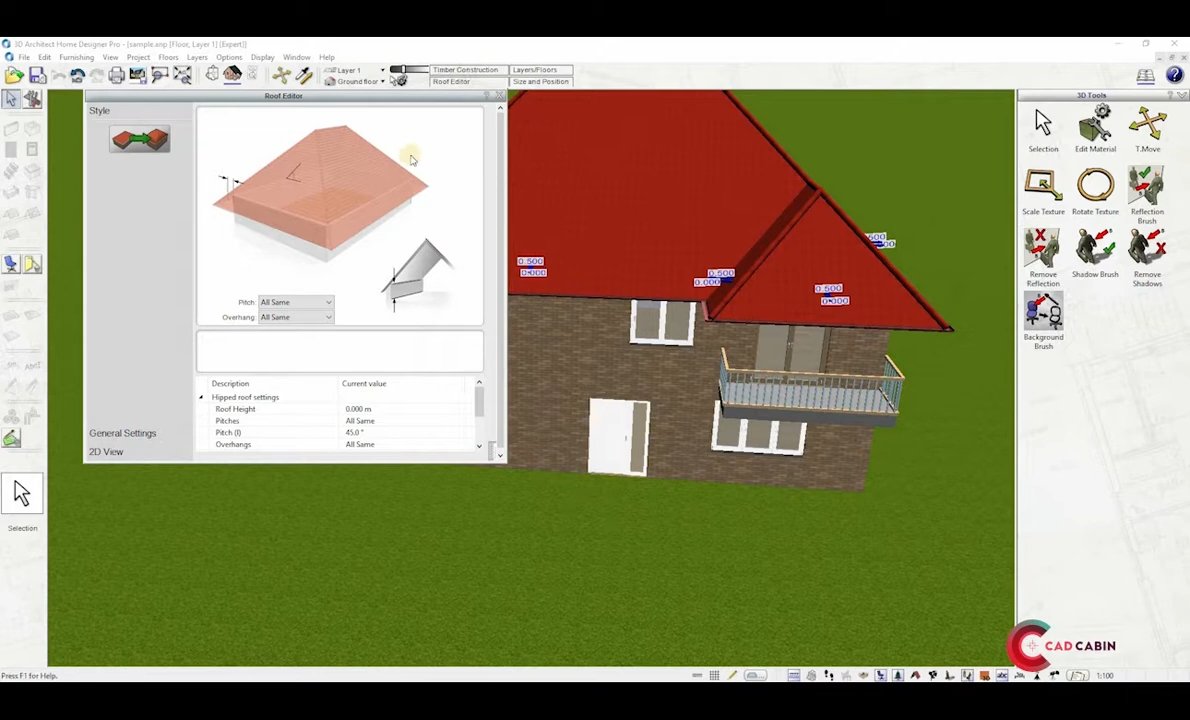 3D Architect Home Designer Pro - [sample.anp [Floor, Layer 1] (Expert)]
File Edit Furnishing View Project Floors Layers Options Display Window Help
Layer 1
Timber Construction
Layers/Floors
Ground floor
Roof Editor
Size and Position
Roof Editor
3D Tools
Style
Selection
Edit Material
T.Move
Scale Texture
Rotate Texture
Reflection
Brush
Remove
Reflection
Shadow Brush
Remove
Shadows
Background
Brush
0.500
0.000
0.500
0.000
0.500
0.000
Pitch: All Same
Overhang: All Same
Description Current value
Hipped roof settings
Roof Height 0.000 m
Pitches All Same
Pitch (l) 45.0 °
Overhangs All Same
General Settings
2D View
Selection
CAD CABIN
Press F1 for Help.
1:100